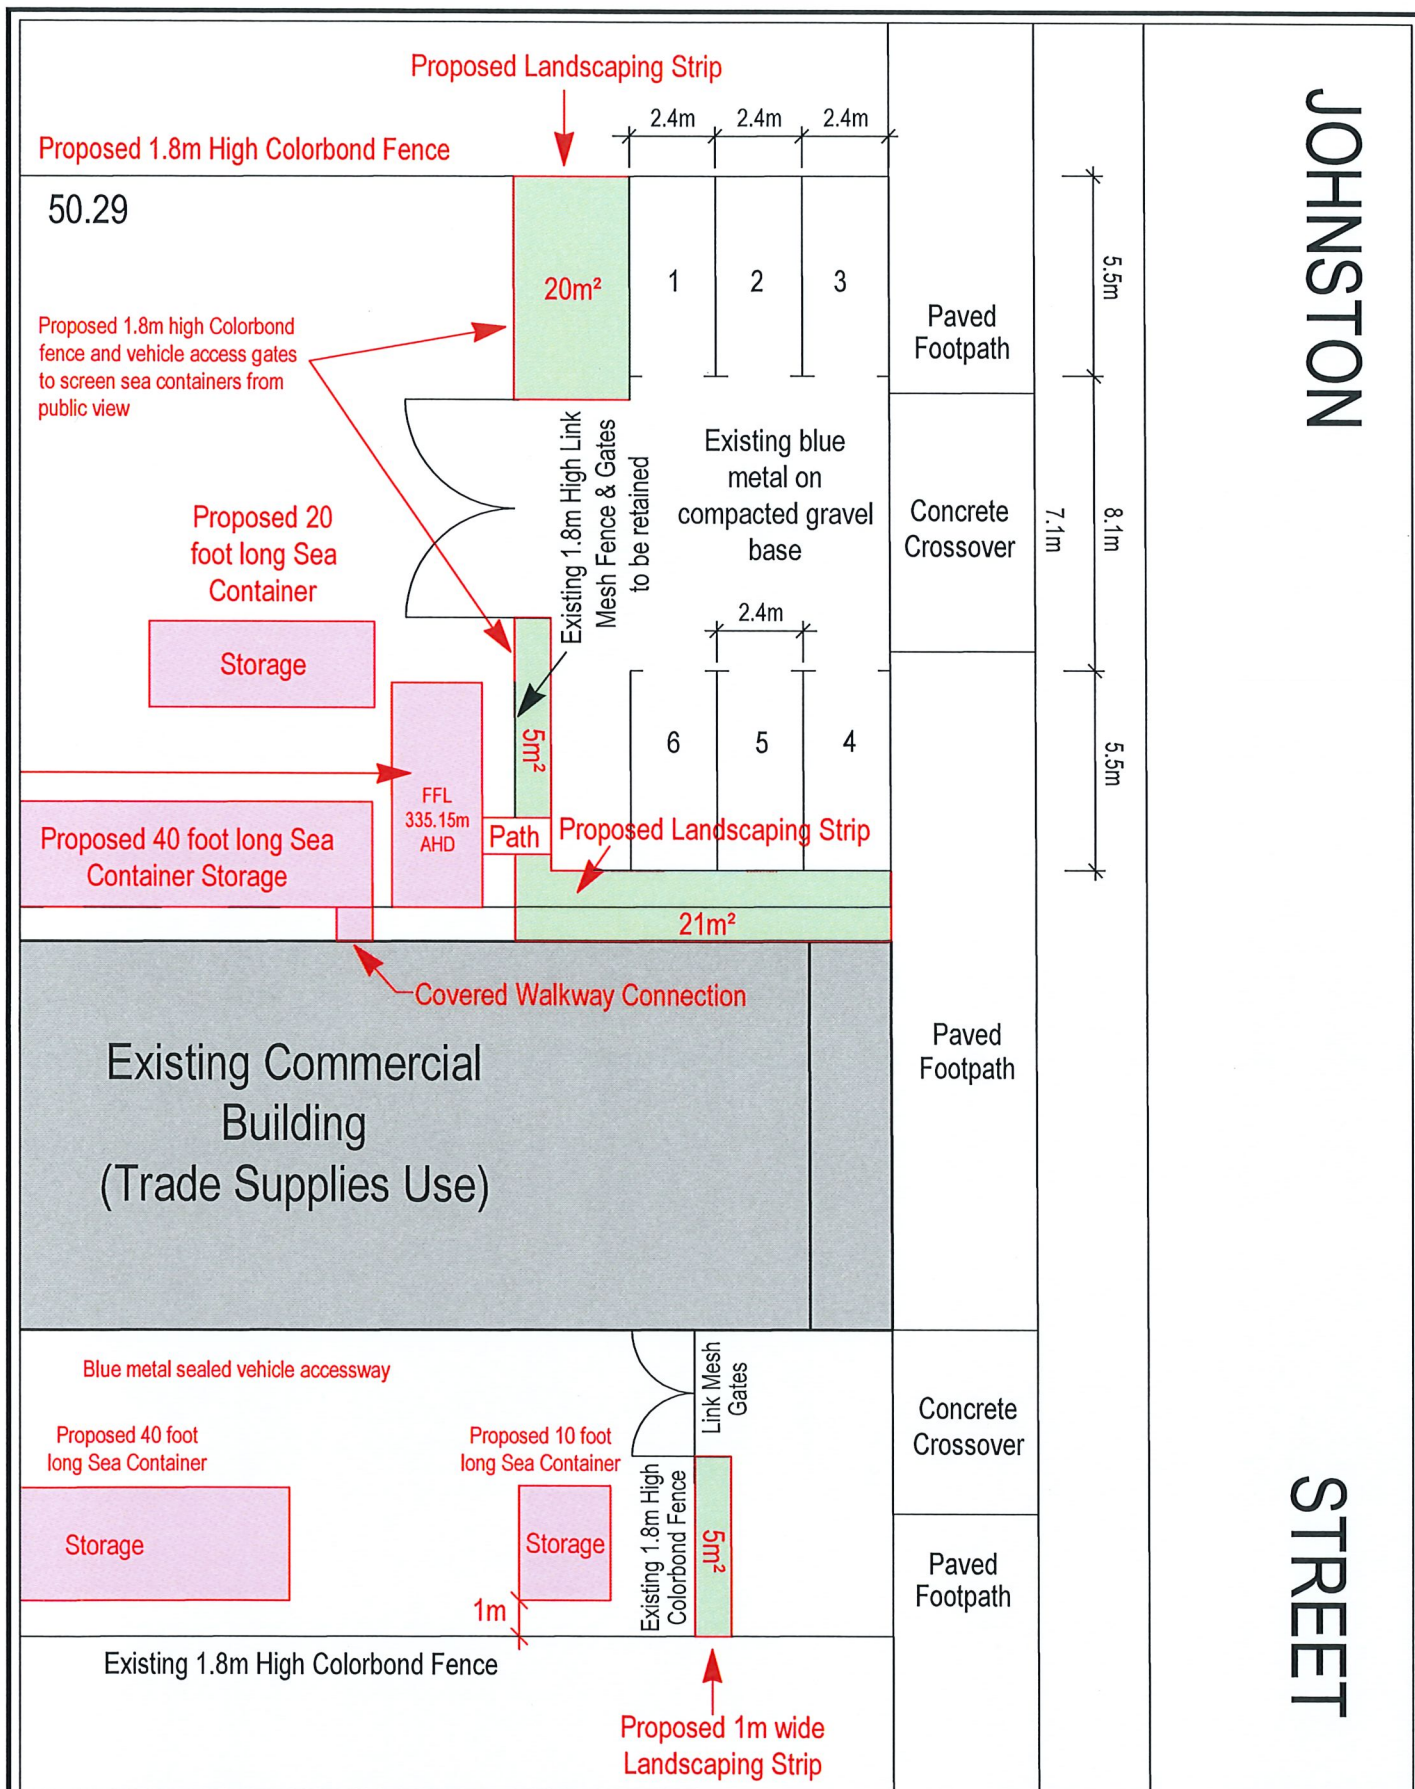 Proposed Landscaping Strip
2.4m
2.4m
2.4m
Proposed 1.8m High Colorbond Fence
50.29
20m²
1
2
3
5.5m
Paved
Footpath
JOHNSTON
Proposed 1.8m high Colorbond
fence and vehicle access gates
to screen sea containers from
public view
Existing 1.8m High Link
Mesh Fence & Gates
to be retained
Existing blue
metal on
compacted gravel
base
Concrete
Crossover
7.1m
8.1m
Proposed 20
foot long Sea
Container
Storage
2.4m
5m²
6
5
4
5.5m
FFL
335.15m
AHD
Path
Proposed Landscaping Strip
Proposed 40 foot long Sea
Container Storage
21m²
Covered Walkway Connection
Existing Commercial
Building
(Trade Supplies Use)
Paved
Footpath
Blue metal sealed vehicle accessway
Link Mesh
Gates
Concrete
Crossover
Proposed 40 foot
long Sea Container
Proposed 10 foot
long Sea Container
Storage
Storage
Existing 1.8m High
Colorbond Fence
5m²
1m
Paved
Footpath
STREET
Existing 1.8m High Colorbond Fence
Proposed 1m wide
Landscaping Strip